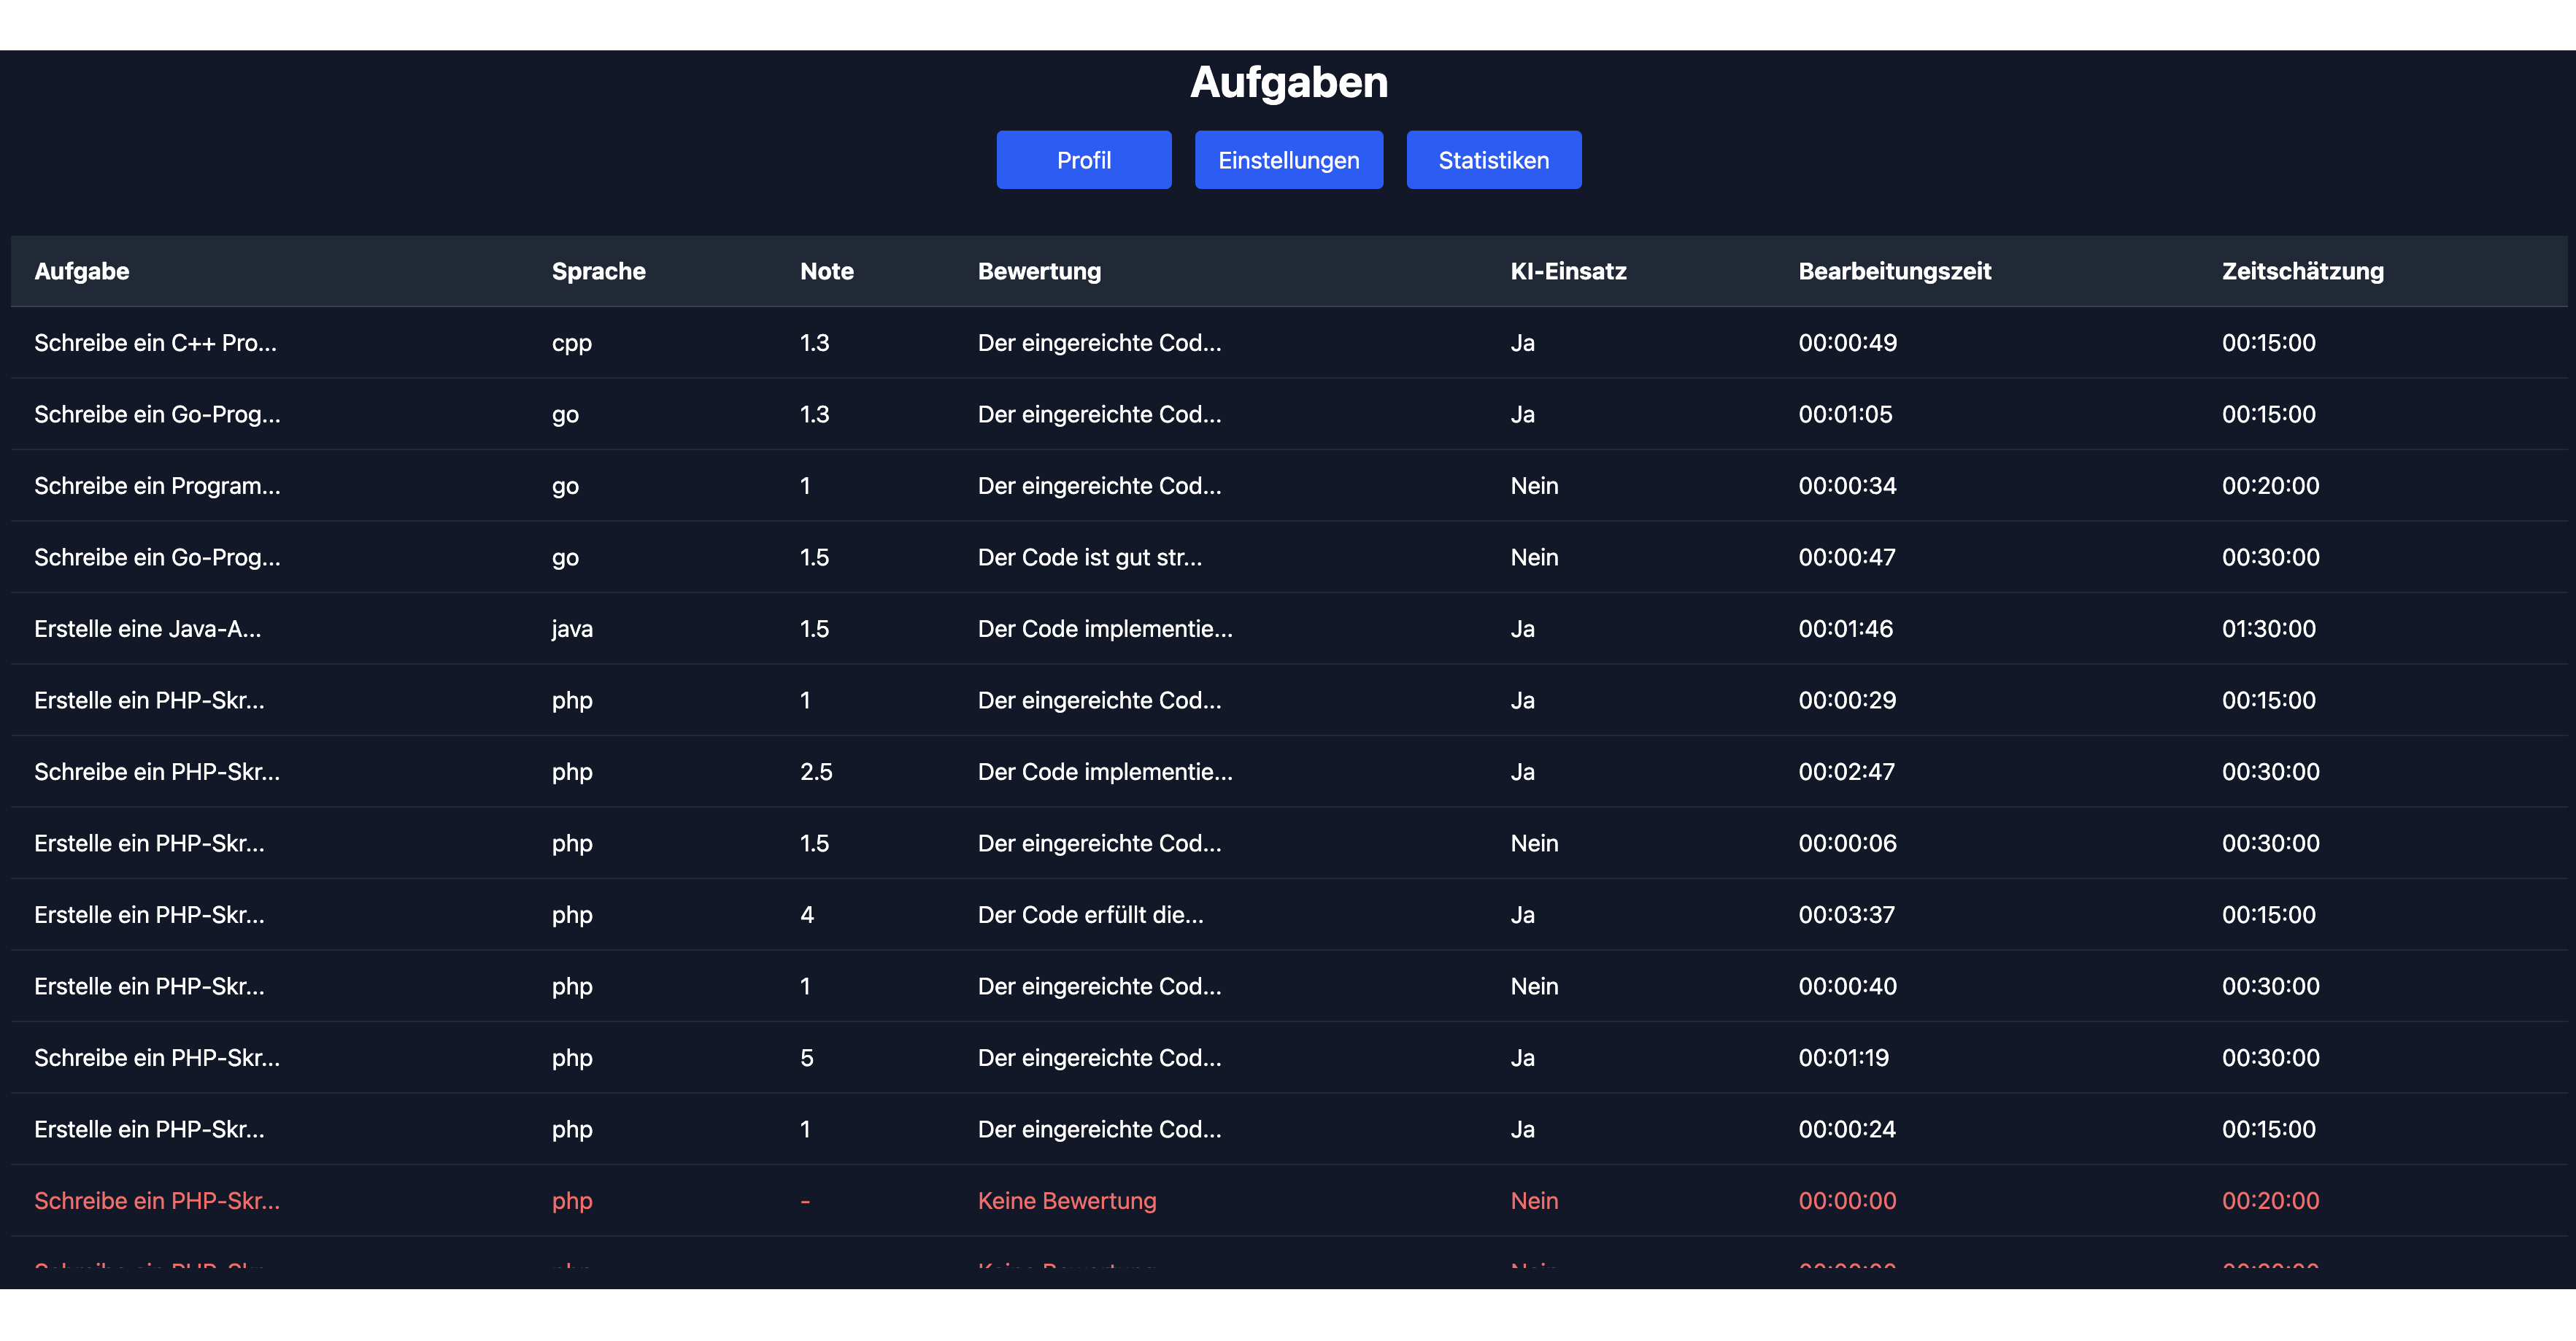 Aufgaben
Profil Einstellungen Statistiken
Aufgabe Sprache Note Bewertung KI-Einsatz Bearbeitungszeit Zeitschätzung
Schreibe ein C++ Pro... cpp 1.3 Der eingereichte Cod... Ja 00:00:49 00:15:00
Schreibe ein Go-Prog... go 1.3 Der eingereichte Cod... Ja 00:01:05 00:15:00
Schreibe ein Program... go 1 Der eingereichte Cod... Nein 00:00:34 00:20:00
Schreibe ein Go-Prog... go 1.5 Der Code ist gut str... Nein 00:00:47 00:30:00
Erstelle eine Java-A... java 1.5 Der Code implementie... Ja 00:01:46 01:30:00
Erstelle ein PHP-Skr... php 1 Der eingereichte Cod... Ja 00:00:29 00:15:00
Schreibe ein PHP-Skr... php 2.5 Der Code implementie... Ja 00:02:47 00:30:00
Erstelle ein PHP-Skr... php 1.5 Der eingereichte Cod... Nein 00:00:06 00:30:00
Erstelle ein PHP-Skr... php 4 Der Code erfüllt die... Ja 00:03:37 00:15:00
Erstelle ein PHP-Skr... php 1 Der eingereichte Cod... Nein 00:00:40 00:30:00
Schreibe ein PHP-Skr... php 5 Der eingereichte Cod... Ja 00:01:19 00:30:00
Erstelle ein PHP-Skr... php 1 Der eingereichte Cod... Ja 00:00:24 00:15:00
Schreibe ein PHP-Skr... php - Keine Bewertung Nein 00:00:00 00:20:00